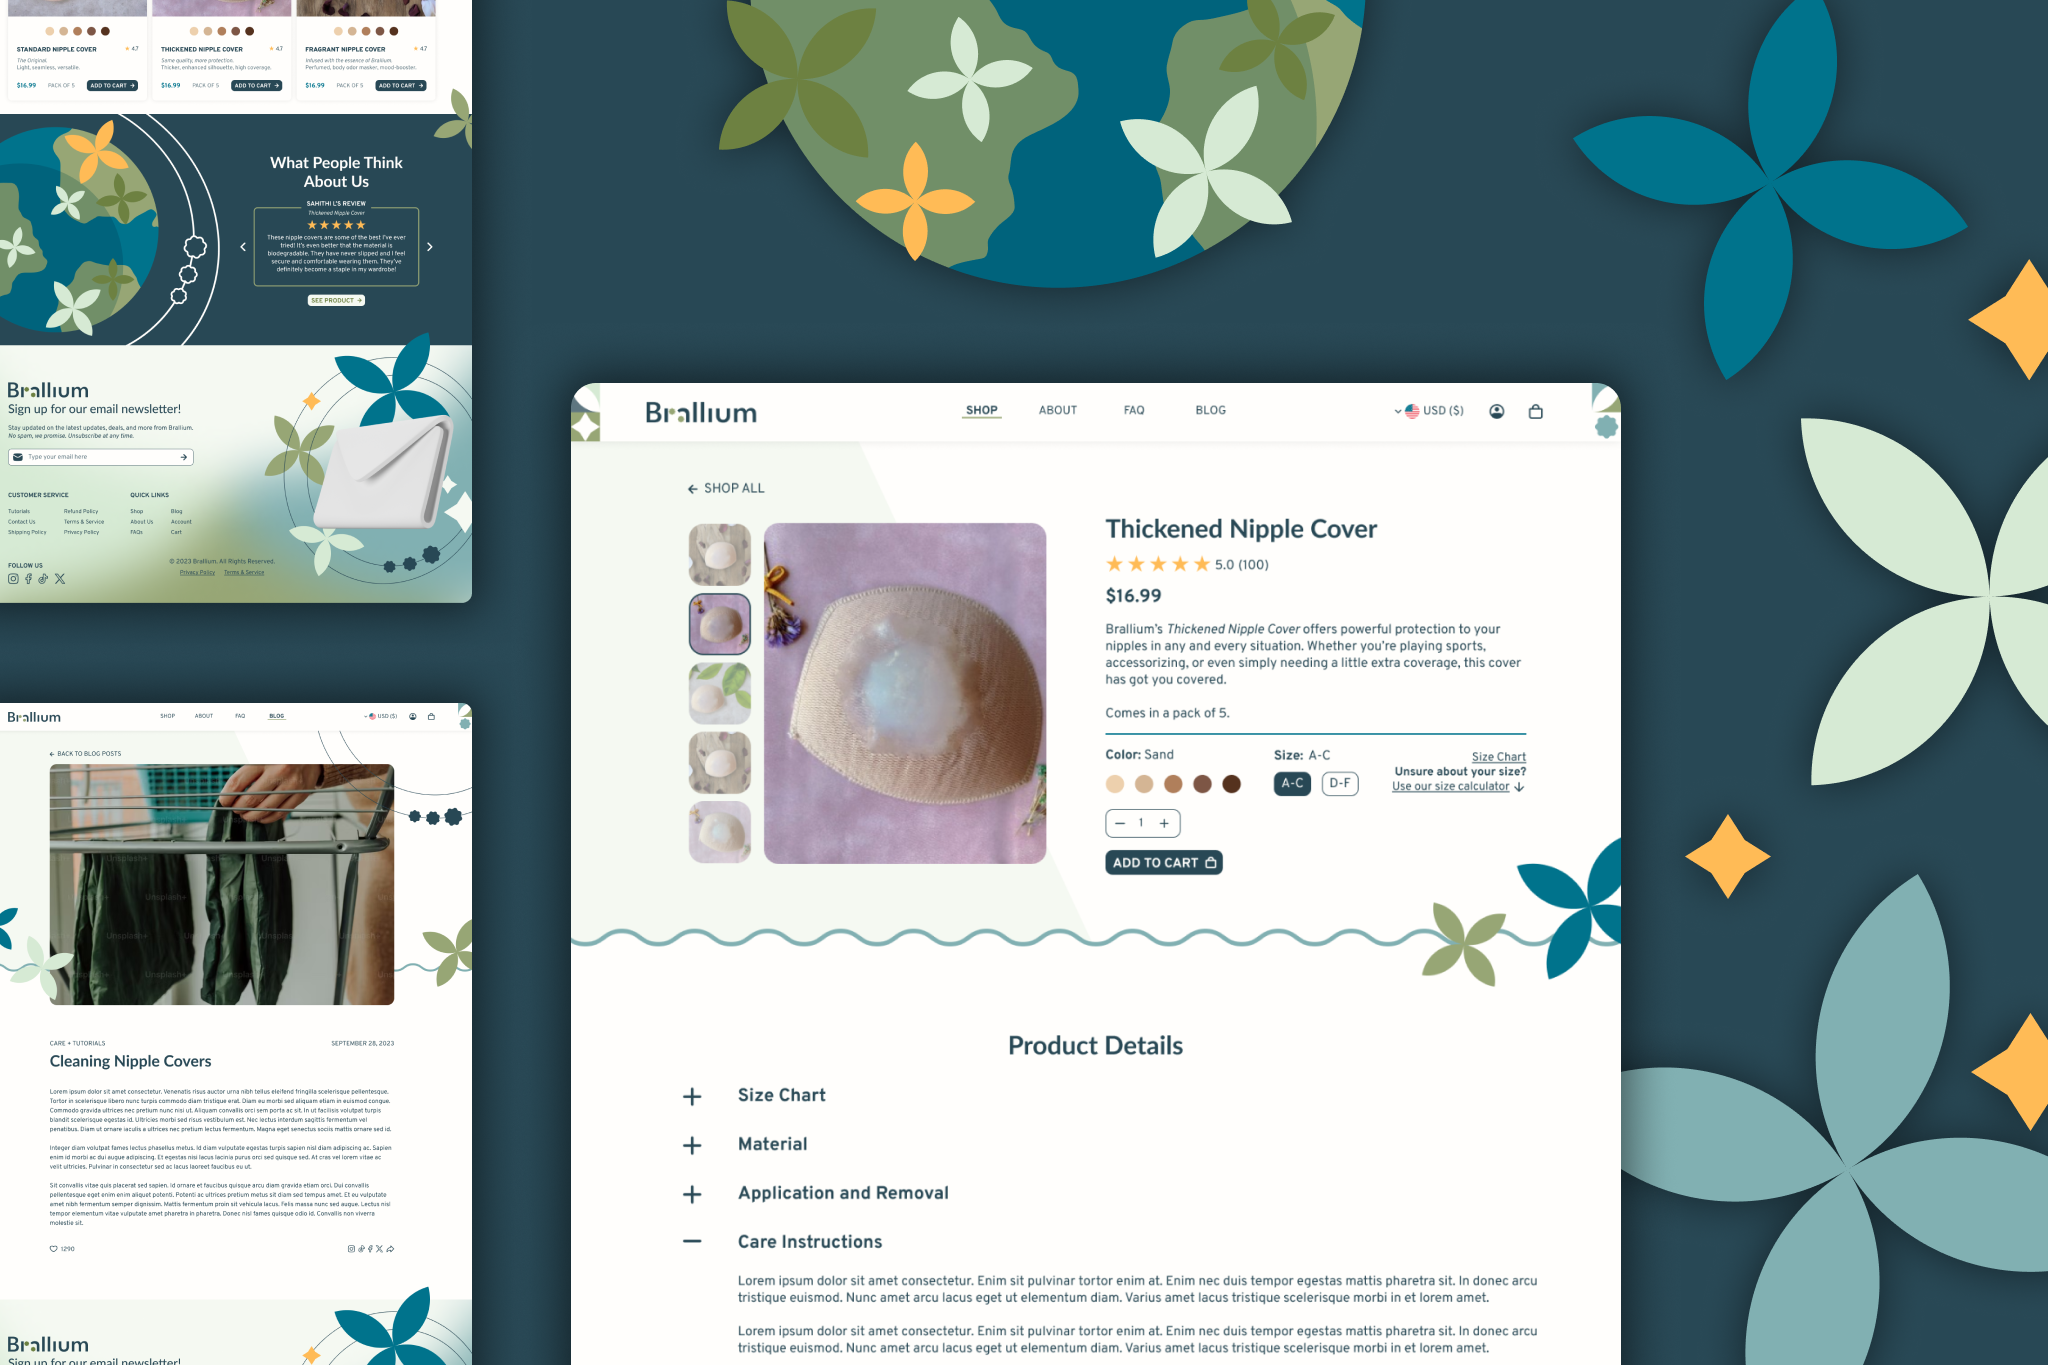 STANDARD NIPPLE COVER
★ 4.7
The Original.
Light, seamless, versatile.
$16.99 PACK OF 5 ADD TO CART →
THICKENED NIPPLE COVER
★ 4.7
Same quality, more protection.
Thicker, enhanced silhouette, high coverage.
$16.99 PACK OF 5 ADD TO CART →
FRAGRANT NIPPLE COVER
★ 4.7
Infused with the essence of Brallium.
Perfumed, body odor masker, mood-booster.
$16.99 PACK OF 5 ADD TO CART →
What People Think
About Us
SAHITHI L'S REVIEW
Thickened Nipple Cover
These nipple covers are some of the best I've ever
tried! It's even better that the material is
biodegradable. They have never slipped and I feel
secure and comfortable wearing them. They've
definitely become a staple in my wardrobe!
SEE PRODUCT →
Brallium
Sign up for our email newsletter!
Stay updated on the latest updates, deals, and more from Brallium.
No spam, we promise. Unsubscribe at any time.
Type your email here
CUSTOMER SERVICE
Tutorials
Contact Us
Shipping Policy
Refund Policy
Terms & Service
Privacy Policy
QUICK LINKS
Shop
About Us
FAQs
Blog
Account
Cart
FOLLOW US
© 2023 Brallium. All Rights Reserved.
Privacy Policy Terms & Service
Brallium
SHOP ABOUT FAQ BLOG
USD ($)
← BACK TO BLOG POSTS
Unsplash+ Unsplash+ Unsplash+
Unsplash+ Unsplash+
Unsplash+ Unsplash+ Unsplash+
CARE + TUTORIALS
SEPTEMBER 28, 2023
Cleaning Nipple Covers
Lorem ipsum dolor sit amet consectetur. Venenatis risus auctor urna nibh tellus eleifend fringilla scelerisque pellentesque.
Tortor in scelerisque libero nunc turpis commodo diam tristique erat. Diam eu morbi sed aliquam etiam in euismod congue.
Commodo gravida ultrices nec pretium nunc nisi ut. Aliquam convallis orci sem porta ac sit. In ut facilisis volutpat turpis
blandit scelerisque egestas id. Ultricies morbi sed risus vestibulum est. Nec lectus interdum sagittis fermentum vel
penatibus. Diam ut ornare iaculis a ultrices nec pretium lectus fermentum. Magna eget senectus sociis mattis ornare sed id.
Integer diam volutpat fames lectus phasellus metus. Id diam vulputate egestas turpis sapien nisl diam adipiscing ac. Sapien
enim id morbi ac dui augue adipiscing. Et egestas nisi lacus lacinia purus orci sed quisque sed. At cras vel lorem vitae ac
velit ultricies. Pulvinar in consectetur sed ac lacus laoreet faucibus eu ut.
Sit convallis vitae quis placerat sed sapien. Id ornare et faucibus quisque arcu diam gravida etiam orci. Dui convallis
pellentesque eget enim enim aliquet potenti. Potenti ac ultrices pretium metus sit diam sed tempus amet. Et eu vulputate
amet nibh fermentum semper dignissim. Mattis fermentum proin sit vehicula lacus. Felis massa nunc sed augue. Lectus nisl
tempor elementum vitae vulputate amet pharetra in pharetra. Donec nisl fames quisque odio id. Convallis non viverra
molestie sit.
1290
Brallium
Sign up for our email newsletter!
Brallium
SHOP ABOUT FAQ BLOG
USD ($)
← SHOP ALL
Thickened Nipple Cover
★★★★★ 5.0 (100)
$16.99
Brallium's Thickened Nipple Cover offers powerful protection to your
nipples in any and every situation. Whether you're playing sports,
accessorizing, or even simply needing a little extra coverage, this cover
has got you covered.
Comes in a pack of 5.
Color: Sand
Size: A-C
A-C D-F
Size Chart
Unsure about your size?
Use our size calculator ↓
− 1 +
ADD TO CART
Product Details
+ Size Chart
+ Material
+ Application and Removal
− Care Instructions
Lorem ipsum dolor sit amet consectetur. Enim sit pulvinar tortor enim at. Enim nec duis tempor egestas mattis pharetra sit. In donec arcu
tristique euismod. Nunc amet arcu lacus eget ut elementum diam. Varius amet lacus tristique scelerisque morbi in et lorem amet.
Lorem ipsum dolor sit amet consectetur. Enim sit pulvinar tortor enim at. Enim nec duis tempor egestas mattis pharetra sit. In donec arcu
tristique euismod. Nunc amet arcu lacus eget ut elementum diam. Varius amet lacus tristique scelerisque morbi in et lorem amet.